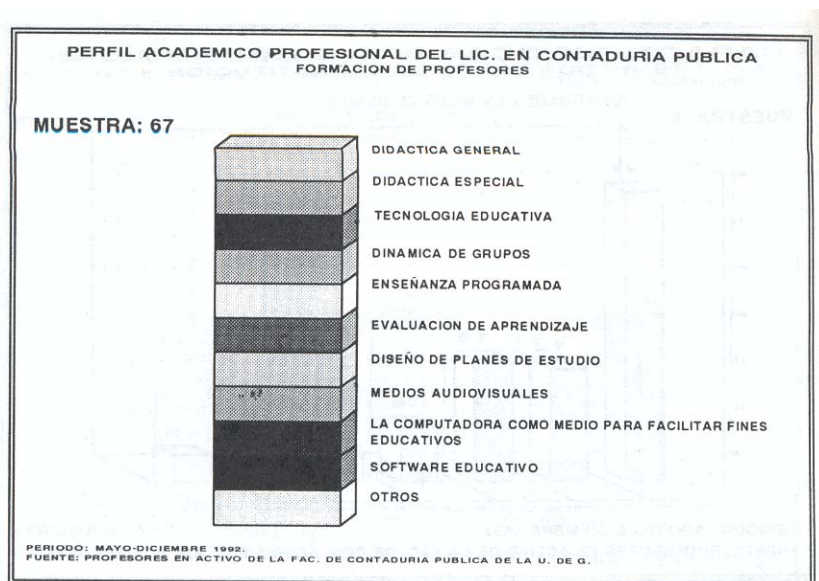 PERFIL ACADEMICO PROFESIONAL DEL LIC. EN CONTADURIA PUBLICA
FORMACION DE PROFESORES
MUESTRA: 67
DIDACTICA GENERAL
DIDACTICA ESPECIAL
TECNOLOGIA EDUCATIVA
DINAMICA DE GRUPOS
ENSEÑANZA PROGRAMADA
EVALUACION DE APRENDIZAJE
DISEÑO DE PLANES DE ESTUDIO
MEDIOS AUDIOVISUALES
LA COMPUTADORA COMO MEDIO PARA FACILITAR FINES
EDUCATIVOS
SOFTWARE EDUCATIVO
OTROS
PERIODO: MAYO-DICIEMBRE 1992.
FUENTE: PROFESORES EN ACTIVO DE LA FAC. DE CONTADURIA PUBLICA DE LA U. DE G.